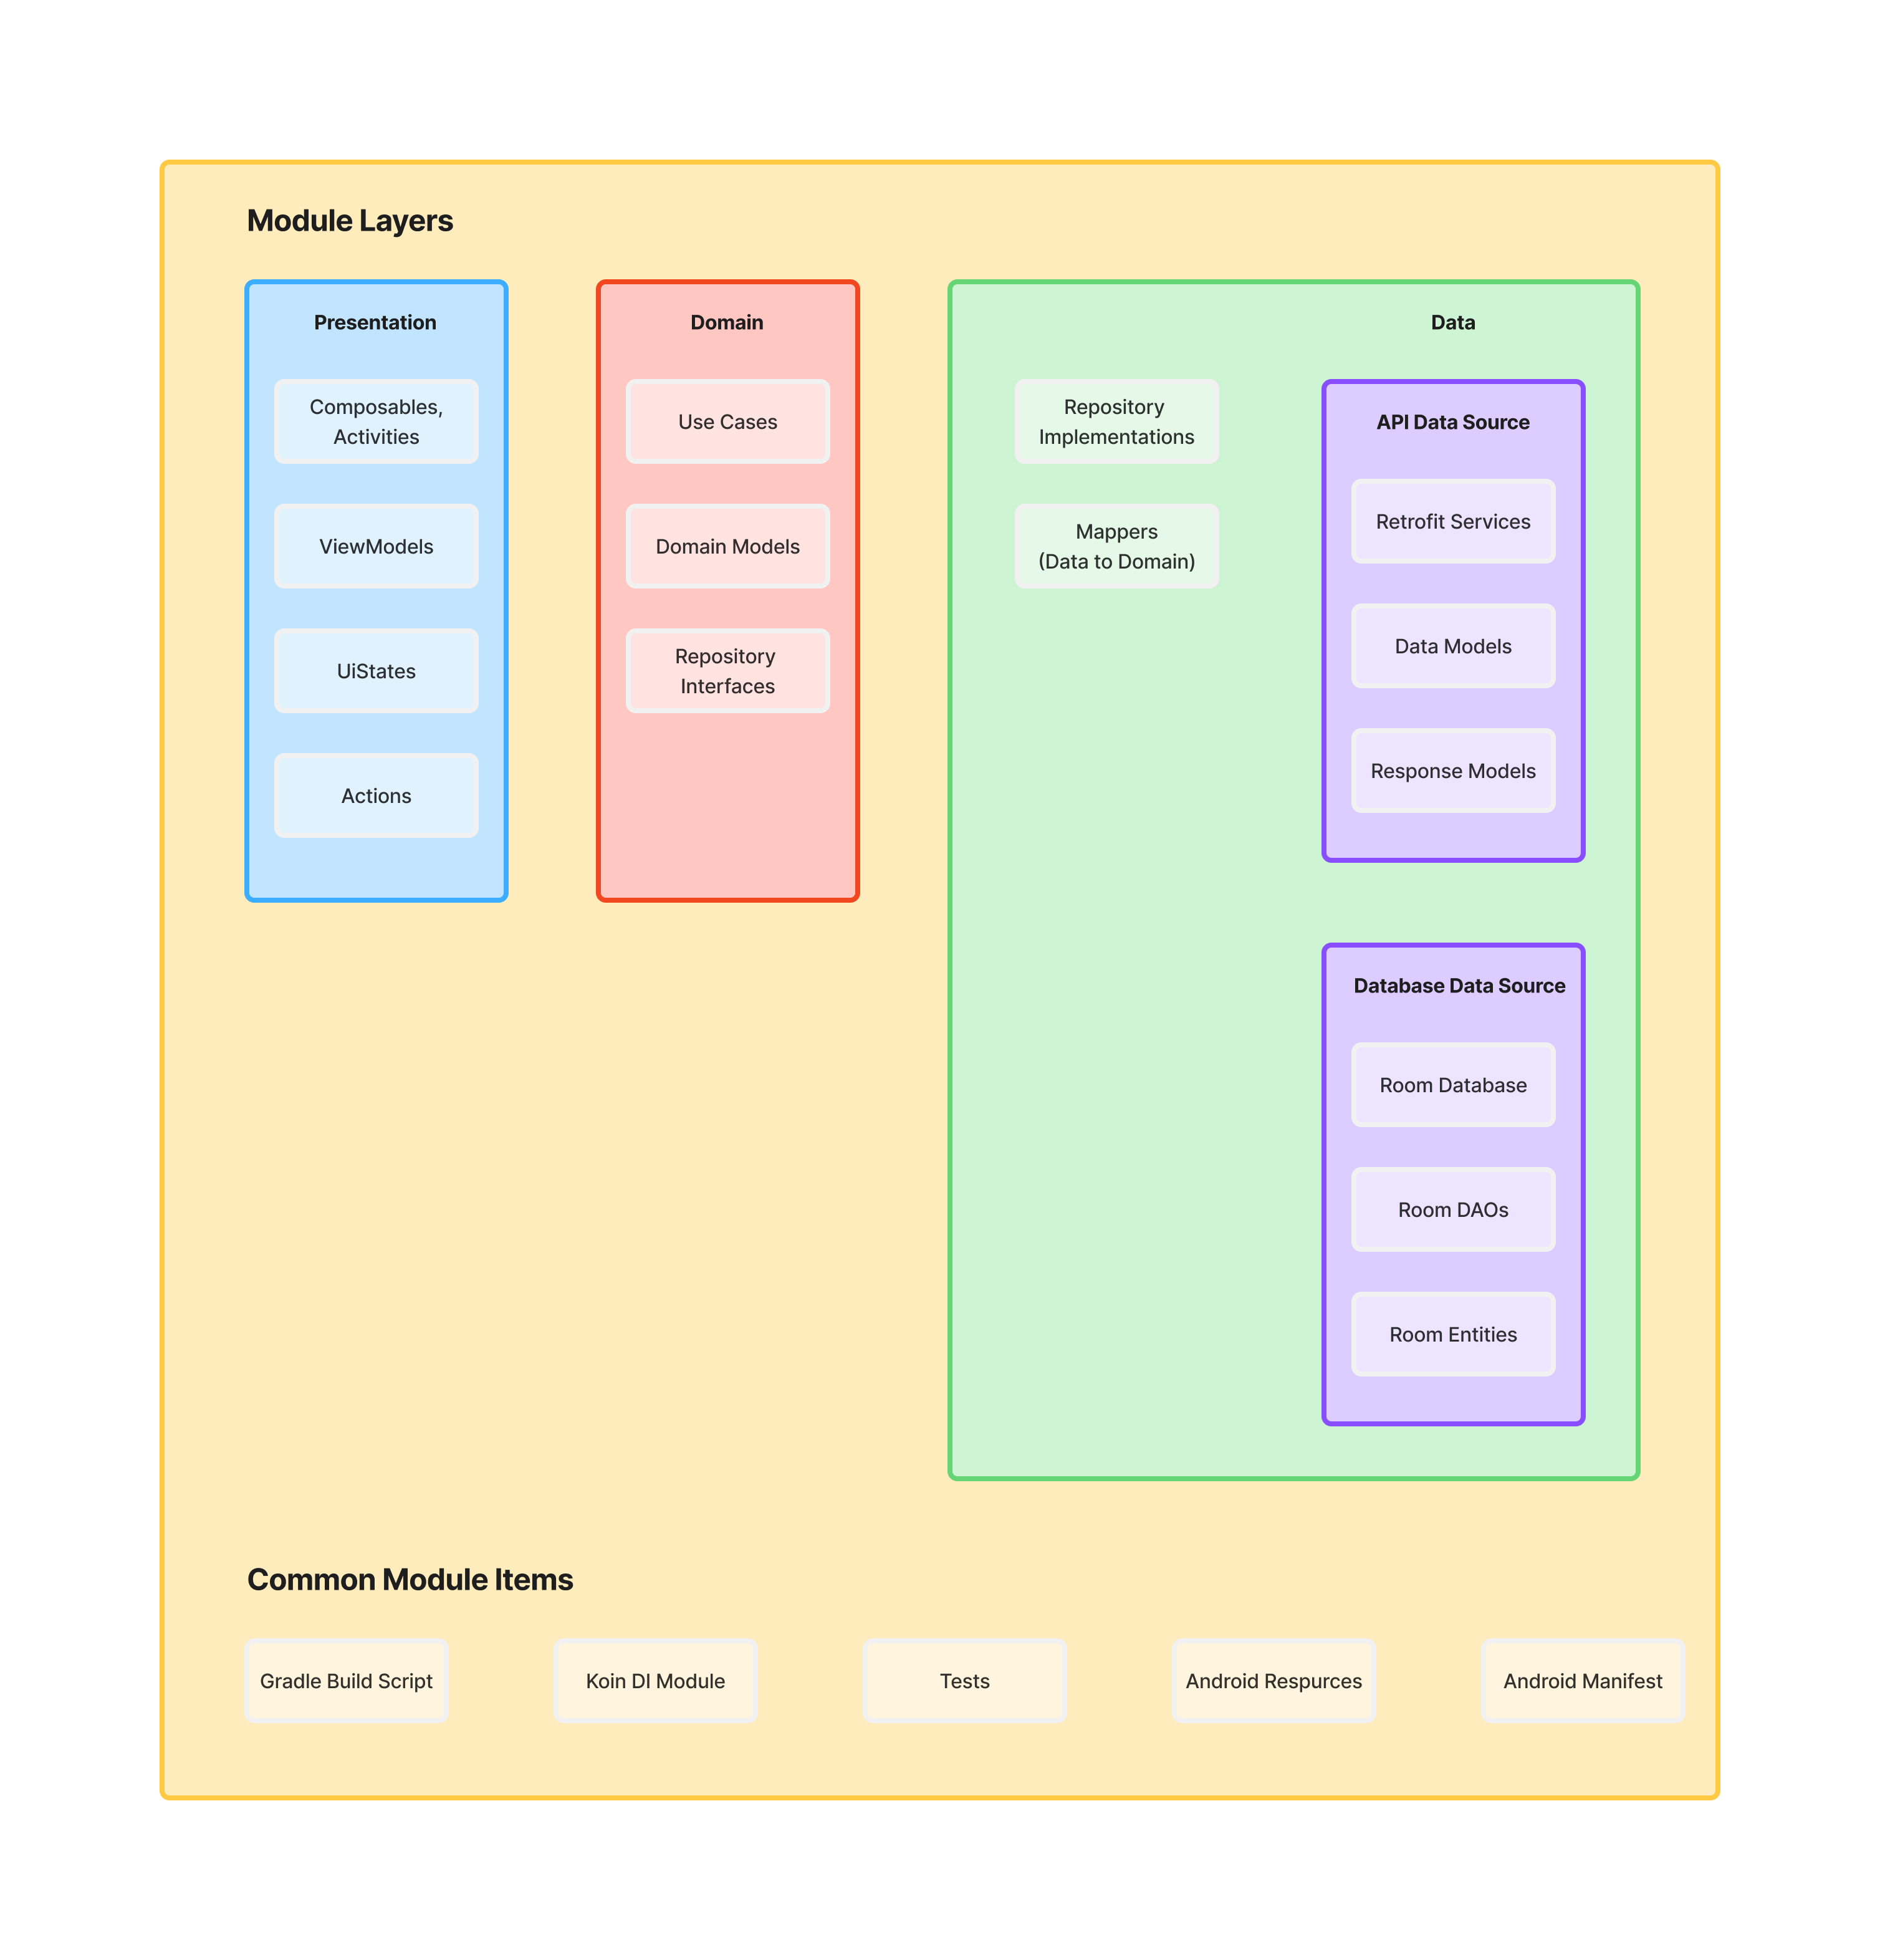 Module Layers
Presentation
Composables,
Activities
ViewModels
UiStates
Actions
Domain
Use Cases
Domain Models
Repository
Interfaces
Data
Repository
Implementations
Mappers
(Data to Domain)
API Data Source
Retrofit Services
Data Models
Response Models
Database Data Source
Room Database
Room DAOs
Room Entities
Common Module Items
Gradle Build Script
Koin DI Module
Tests
Android Respurces
Android Manifest